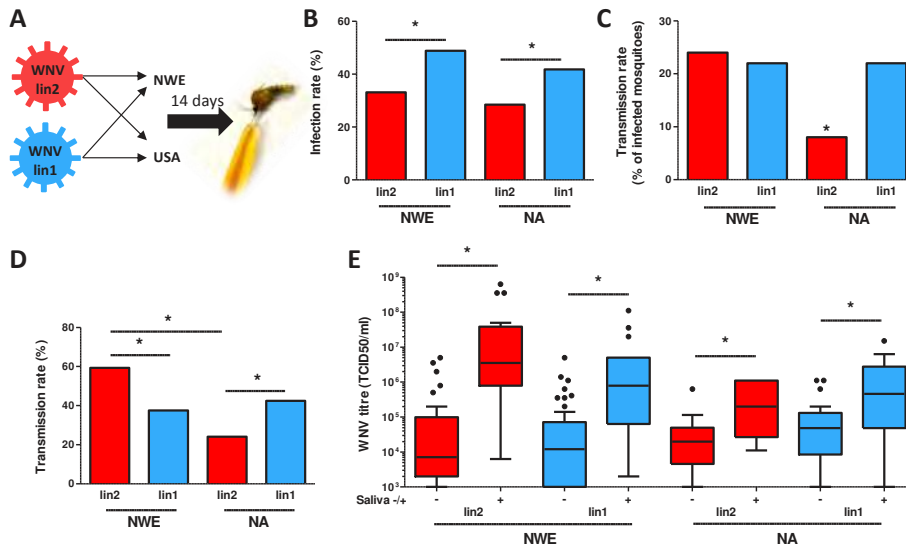 A
WNV
lin2
WNV
lin1
NWE
USA
14 days
B
Infection rate (%)
60
40
20
0
*
*
lin2
lin1
lin2
lin1
NWE
NA
C
Transmission rate
(% of infected mosquitoes)
30
20
10
0
*
lin2
lin1
lin2
lin1
NWE
NA
D
Transmission rate (%)
80
60
40
20
0
*
*
*
lin2
lin1
lin2
lin1
NWE
NA
E
WNV titre (TCID50/ml)
10⁹
10⁸
10⁷
10⁶
10⁵
10⁴
10³
*
*
*
*
Saliva -/+
- + - + - + - +
lin2 lin1 lin2 lin1
NWE NA